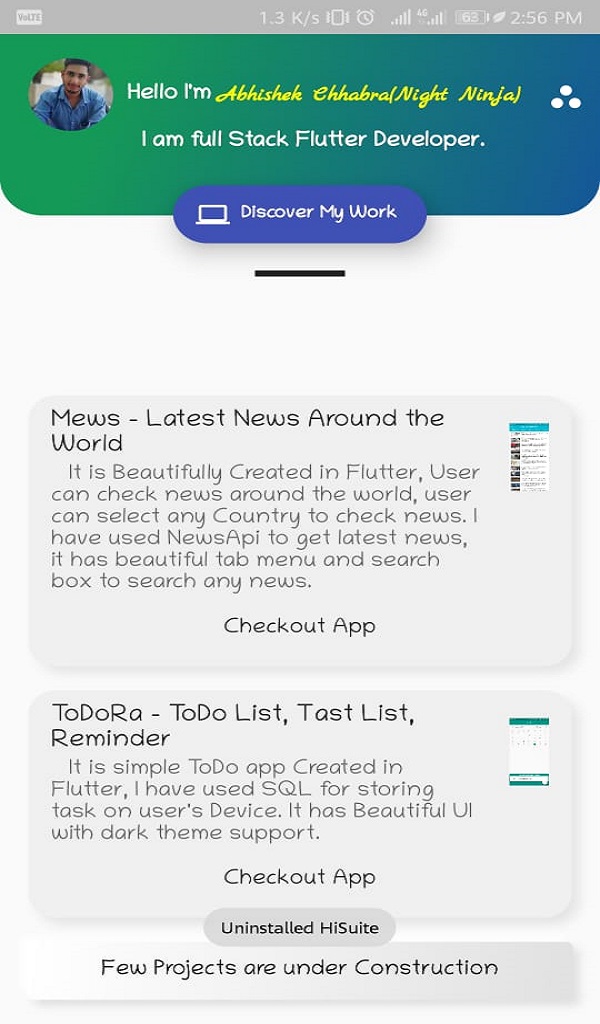 VoLTE 1.3 K/s 4G 63 2:56 PM
Hello I'm Abhishek Chhabra(Night Ninja)
I am full Stack Flutter Developer.
Discover My Work
Mews - Latest News Around the
World
It is Beautifully Created in Flutter, User
can check news around the world, user
can select any Country to check news. I
have used NewsApi to get latest news,
it has beautiful tab menu and search
box to search any news.
Checkout App
ToDoRa - ToDo List, Tast List,
Reminder
It is simple ToDo app Created in
Flutter, I have used SQL for storing
task on user's Device. It has Beautiful UI
with dark theme support.
Checkout App
Uninstalled HiSuite
Few Projects are under Construction